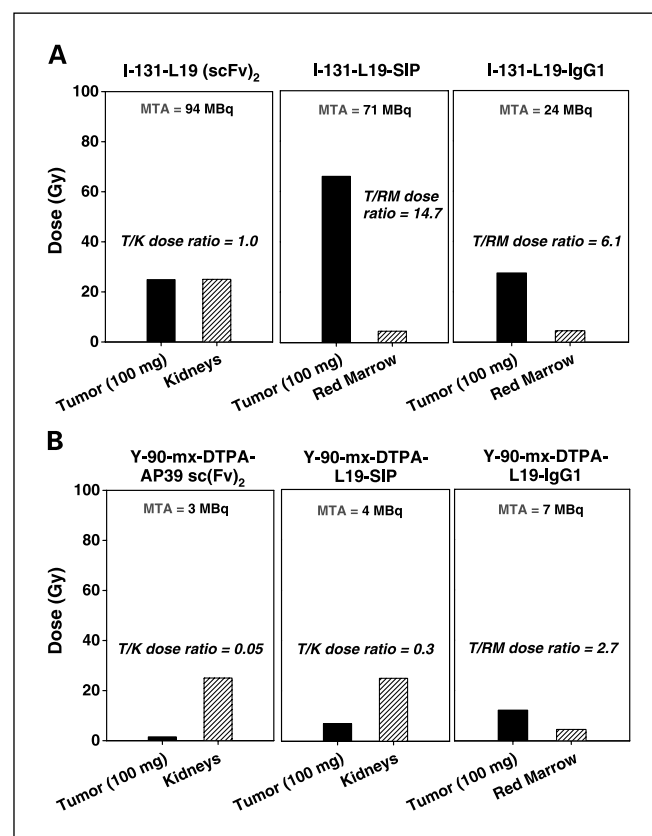 A
I-131-L19 (scFv)₂
I-131-L19-SIP
I-131-L19-IgG1
Dose (Gy)
100
80
60
40
20
0
MTA = 94 MBq
T/K dose ratio = 1.0
Tumor (100 mg)
Kidneys
MTA = 71 MBq
T/RM dose
ratio = 14.7
Tumor (100 mg)
Red Marrow
MTA = 24 MBq
T/RM dose ratio = 6.1
Tumor (100 mg)
Red Marrow
B
Y-90-mx-DTPA-
AP39 sc(Fv)₂
Y-90-mx-DTPA-
L19-SIP
Y-90-mx-DTPA-
L19-IgG1
Dose (Gy)
100
80
60
40
20
0
MTA = 3 MBq
T/K dose ratio = 0.05
Tumor (100 mg)
Kidneys
MTA = 4 MBq
T/K dose ratio = 0.3
Tumor (100 mg)
Kidneys
MTA = 7 MBq
T/RM dose ratio = 2.7
Tumor (100 mg)
Red Marrow